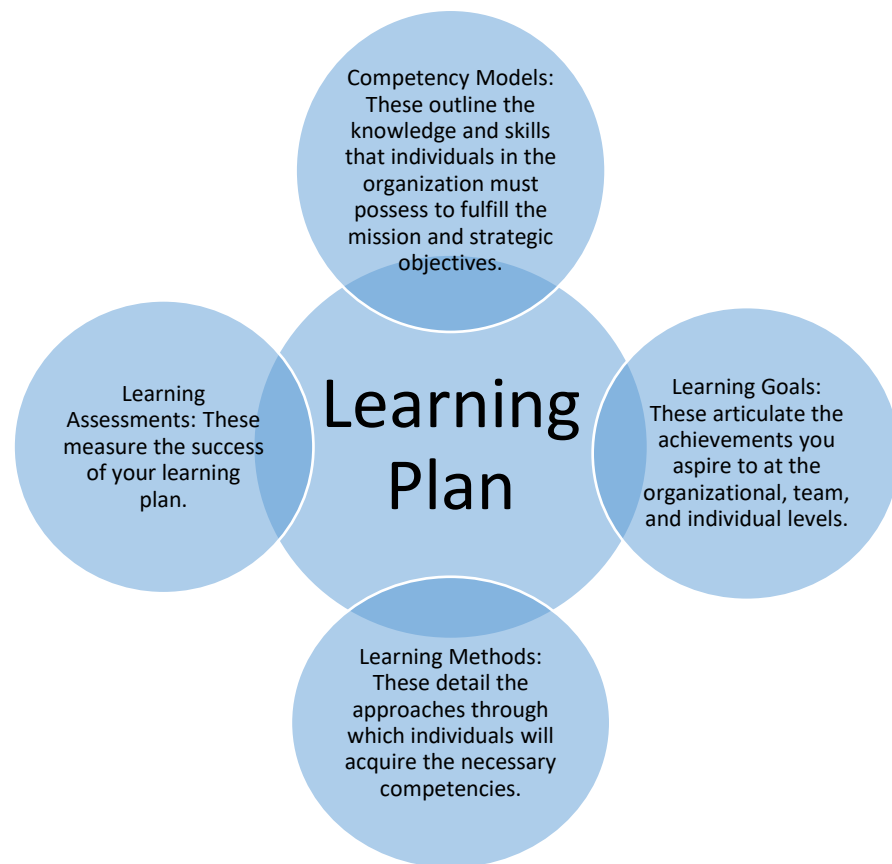 Competency Models:
These outline the
knowledge and skills
that individuals in the
organization must
possess to fulfill the
mission and strategic
objectives.
Learning
Plan
Learning
Assessments: These
measure the success
of your learning
plan.
Learning Goals:
These articulate the
achievements you
aspire to at the
organizational, team,
and individual levels.
Learning Methods:
These detail the
approaches through
which individuals will
acquire the necessary
competencies.